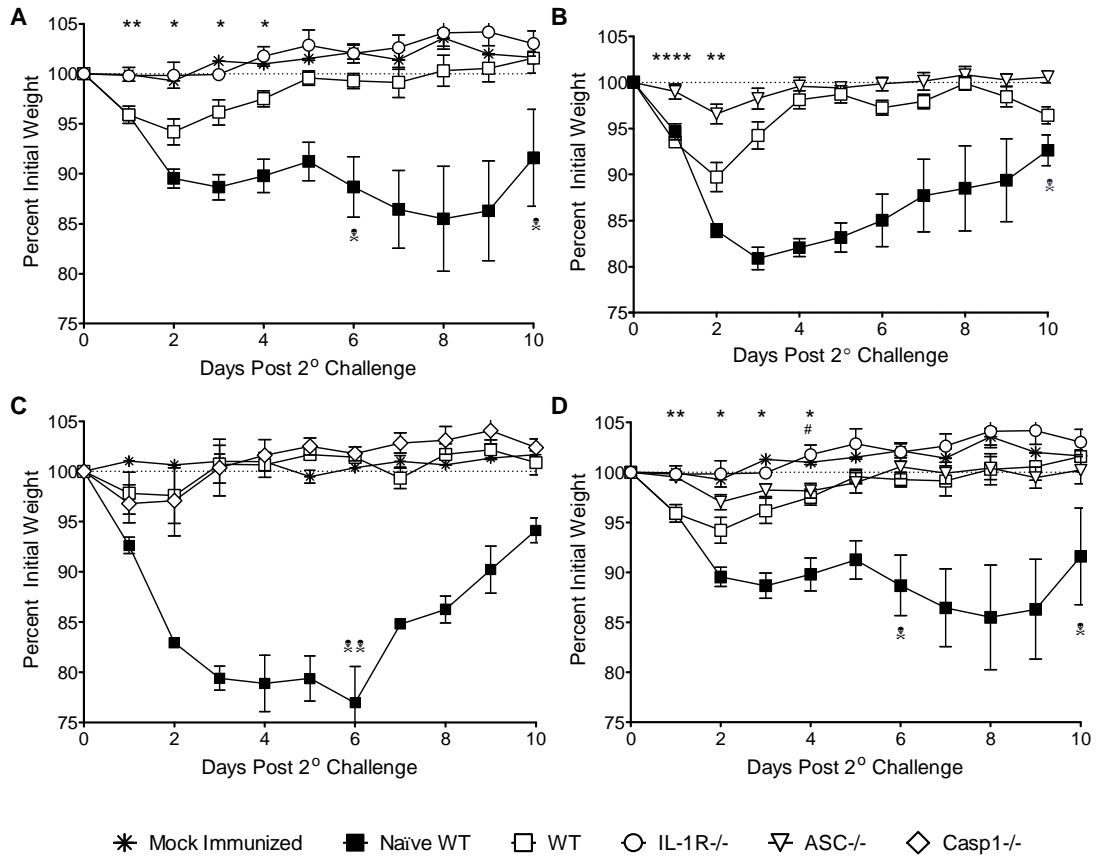 A
** * * *
105
100
95
90
85
80
75
Percent Initial Weight
☠ ☠
0 2 4 6 8 10
Days Post 2º Challenge
B
**** **
105
100
95
90
85
80
75
Percent Initial Weight
☠
0 2 4 6 8 10
Days Post 2° Challenge
C
105
100
95
90
85
80
75
Percent Initial Weight
☠☠
0 2 4 6 8 10
Days Post 2º Challenge
D
** * * *
#
105
100
95
90
85
80
75
Percent Initial Weight
☠ ☠
0 2 4 6 8 10
Days Post 2º Challenge
Mock Immunized Naïve WT WT IL-1R-/- ASC-/- Casp1-/-